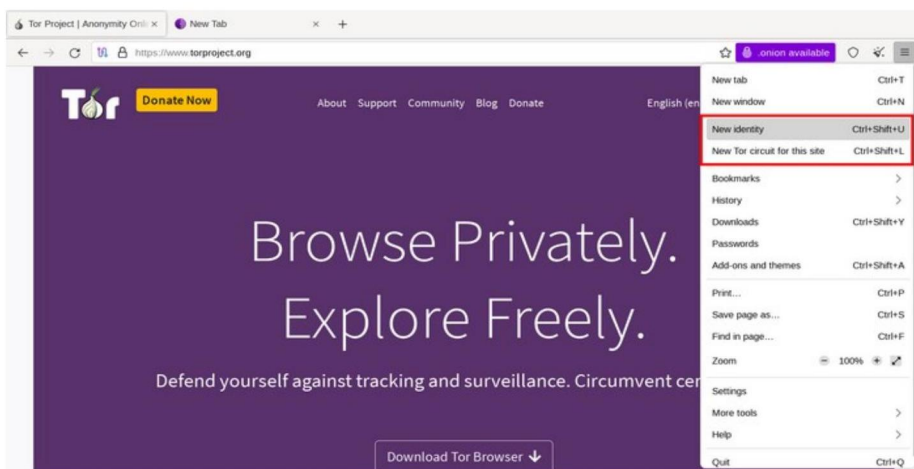 Tor Project | Anonymity Onli
New Tab
https://www.torproject.org
.onion available
Tor
Donate Now
About Support Community Blog Donate
English (en
Browse Privately.
Explore Freely.
Defend yourself against tracking and surveillance. Circumvent cen
Download Tor Browser
New tab Ctrl+T
New window Ctrl+N
New identity Ctrl+Shift+U
New Tor circuit for this site Ctrl+Shift+L
Bookmarks
History
Downloads Ctrl+Shift+Y
Passwords
Add-ons and themes Ctrl+Shift+A
Print... Ctrl+P
Save page as... Ctrl+S
Find in page... Ctrl+F
Zoom 100%
Settings
More tools
Help
Quit Ctrl+Q